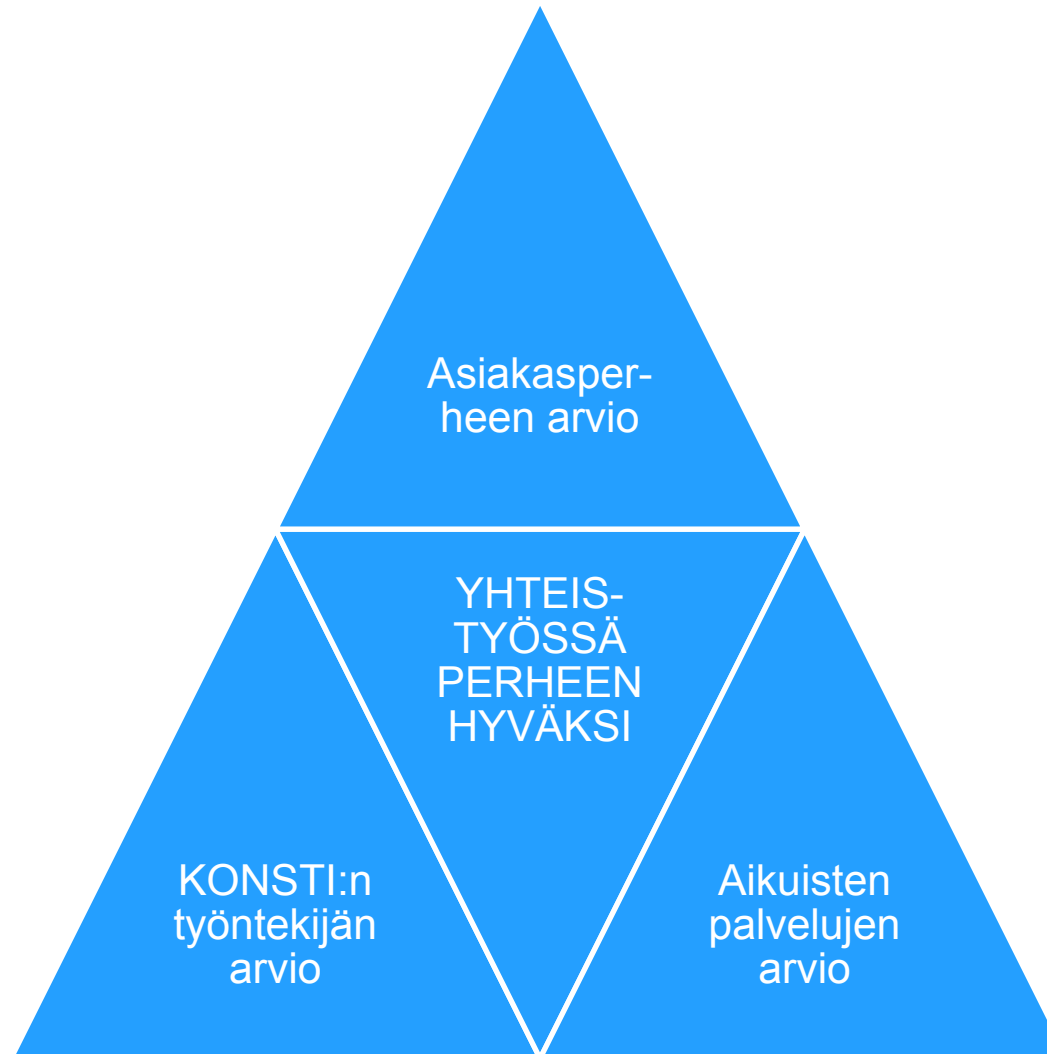 Asiakasper-
heen arvio
YHTEIS-
TYÖSSÄ
PERHEEN
HYVÄKSI
KONSTI:n
työntekijän
arvio
Aikuisten
palvelujen
arvio